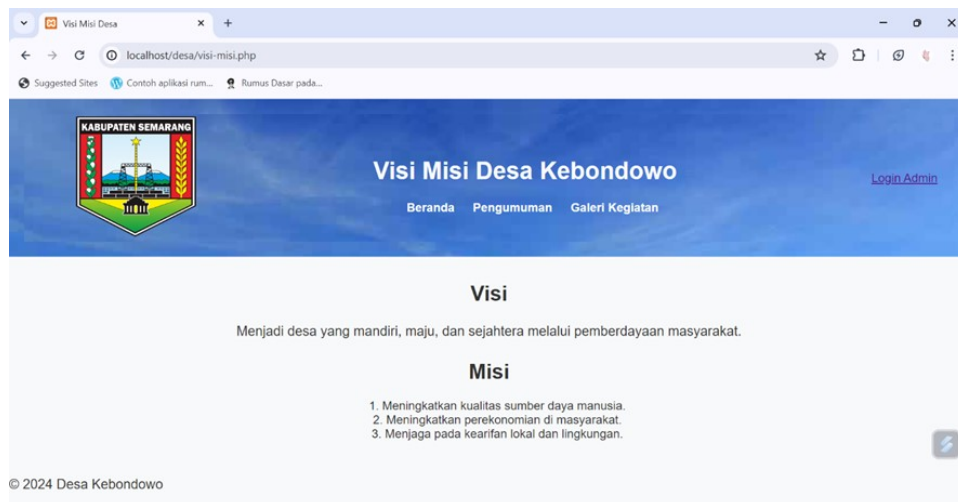 Visi Misi Desa
localhost/desa/visi-misi.php
Suggested Sites Contoh aplikasi rum... Rumus Dasar pada...
KABUPATEN SEMARANG
Visi Misi Desa Kebondowo
Login Admin
Beranda Pengumuman Galeri Kegiatan
Visi
Menjadi desa yang mandiri, maju, dan sejahtera melalui pemberdayaan masyarakat.
Misi
1. Meningkatkan kualitas sumber daya manusia.
2. Meningkatkan perekonomian di masyarakat.
3. Menjaga pada kearifan lokal dan lingkungan.
© 2024 Desa Kebondowo